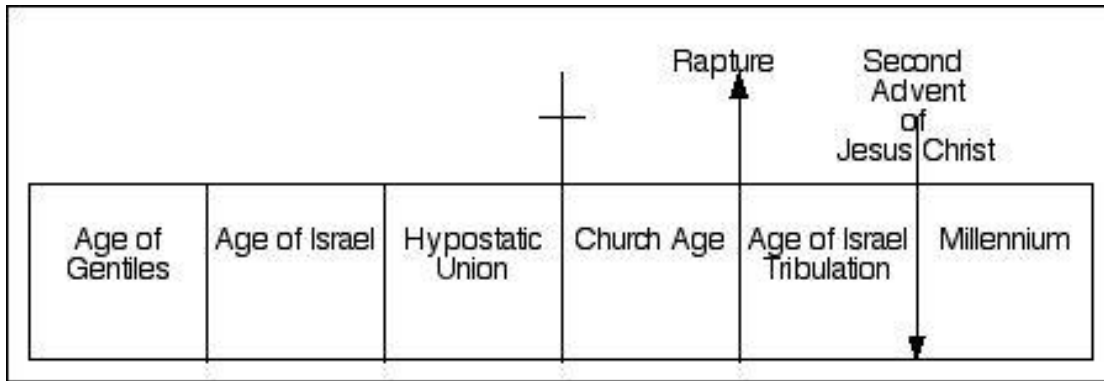 Rapture
Second
Advent
of
Jesus Christ
Age of
Gentiles
Age of Israel
Hypostatic
Union
Church Age
Age of Israel
Tribulation
Millennium